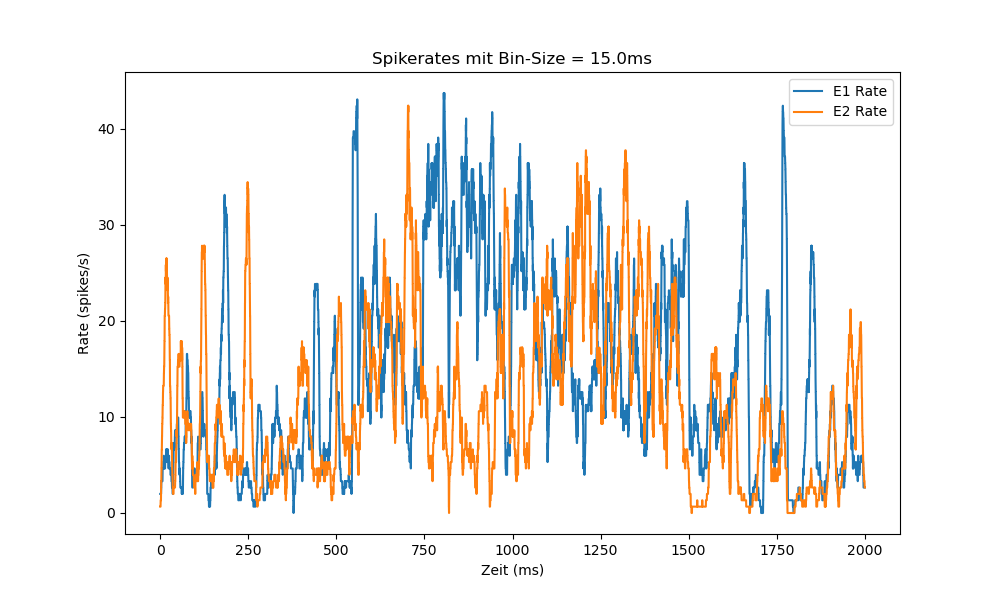 Spikerates mit Bin-Size = 15.0ms
E1 Rate
E2 Rate
Rate (spikes/s)
40
30
20
10
0
0 250 500 750 1000 1250 1500 1750 2000
Zeit (ms)